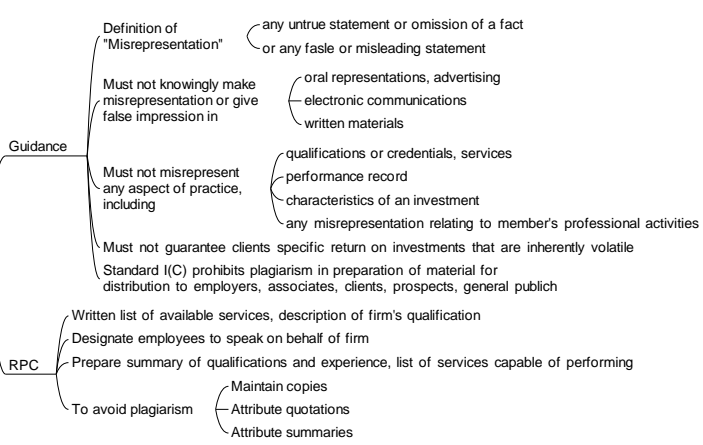 Definition of
"Misrepresentation"
any untrue statement or omission of a fact
or any fasle or misleading statement
Must not knowingly make
misrepresentation or give
false impression in
oral representations, advertising
electronic communications
written materials
Guidance
Must not misrepresent
any aspect of practice,
including
qualifications or credentials, services
performance record
characteristics of an investment
any misrepresentation relating to member's professional activities
Must not guarantee clients specific return on investments that are inherently volatile
Standard I(C) prohibits plagiarism in preparation of material for
distribution to employers, associates, clients, prospects, general publich
RPC
Written list of available services, description of firm's qualification
Designate employees to speak on behalf of firm
Prepare summary of qualifications and experience, list of services capable of performing
To avoid plagiarism
Maintain copies
Attribute quotations
Attribute summaries